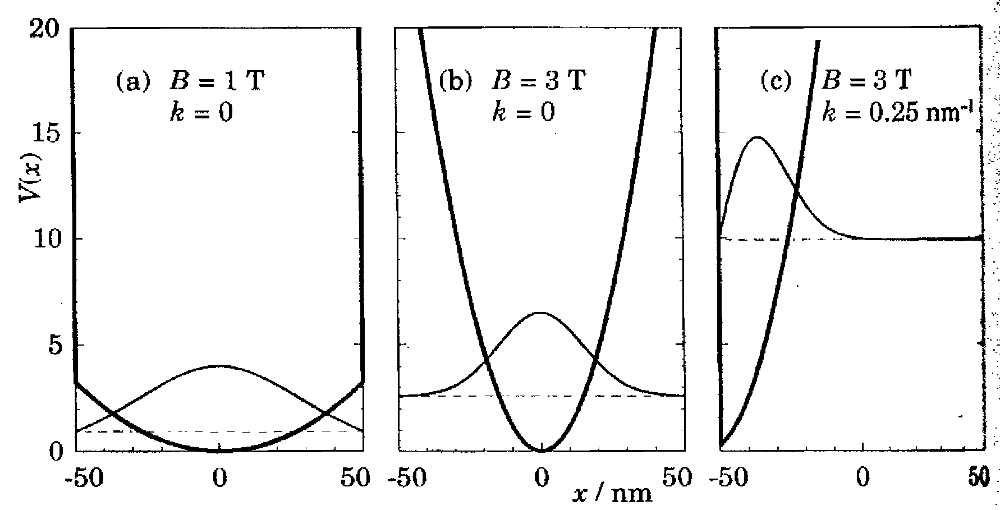 20
15
10
5
0
V(x)
(a) B = 1 T
k = 0
(b) B = 3 T
k = 0
(c) B = 3 T
k = 0.25 nm⁻¹
-50 0 50
-50 0 50
-50 0 50
x / nm